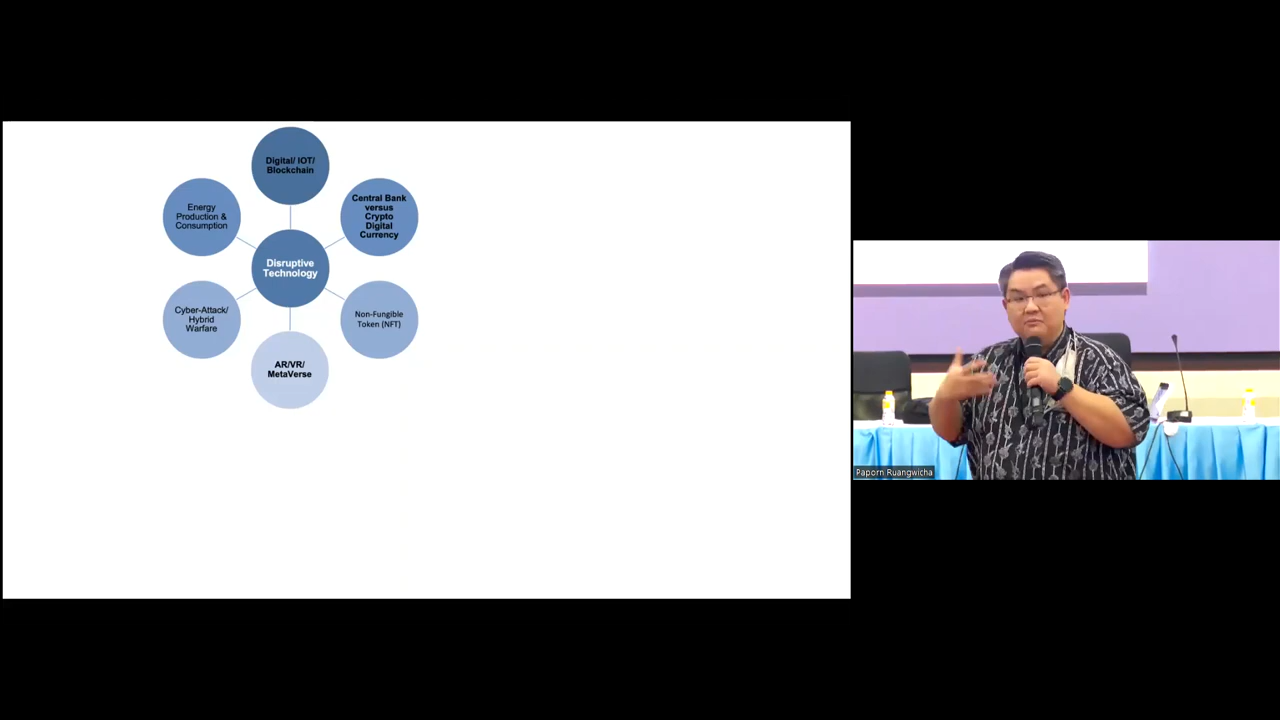 Digital/ IOT/
Blockchain
Central Bank
versus
Crypto
Digital
Currency
Non-Fungible
Token (NFT)
AR/VR/
MetaVerse
Cyber-Attack/
Hybrid
Warfare
Energy
Production &
Consumption
Disruptive
Technology
Paporn Ruangwicha